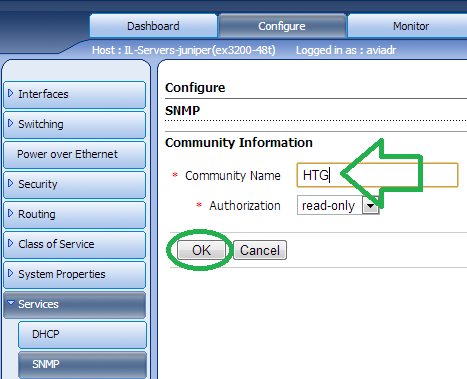 Dashboard Configure Monitor
Host : IL-Servers-juniper(ex3200-48t) Logged in as : aviadr
Interfaces
Switching
Power over Ethernet
Security
Routing
Class of Service
System Properties
Services
DHCP
SNMP
Configure
SNMP
Community Information
* Community Name HTG
* Authorization read-only
OK Cancel